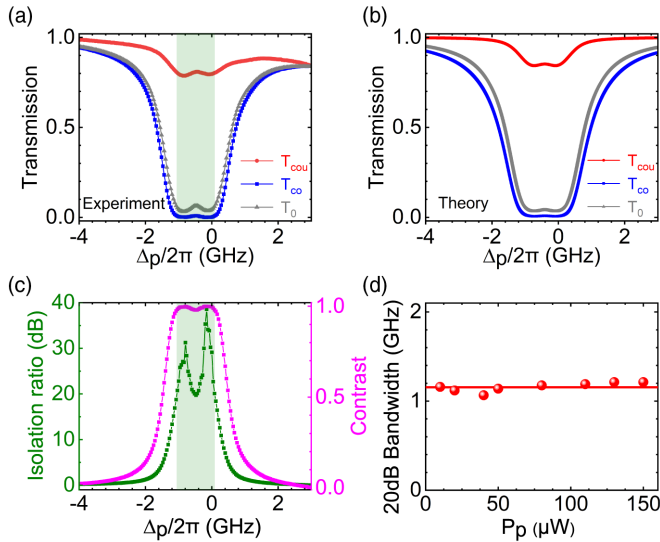 (a)
1.0
0.5
0.0
Transmission
T_cou
T_co
T_0
Experiment
-4 -2 0 2
Δp/2π (GHz)
(b)
1.0
0.5
0.0
Transmission
T_cou
T_co
T_0
Theory
-4 -2 0 2
Δp/2π (GHz)
(c)
40
30
20
10
0
Isolation ratio (dB)
1.0
0.5
0.0
Contrast
-4 -2 0 2
Δp/2π (GHz)
(d)
2
1
0
20dB Bandwidth (GHz)
0 50 100 150
P_p (μW)